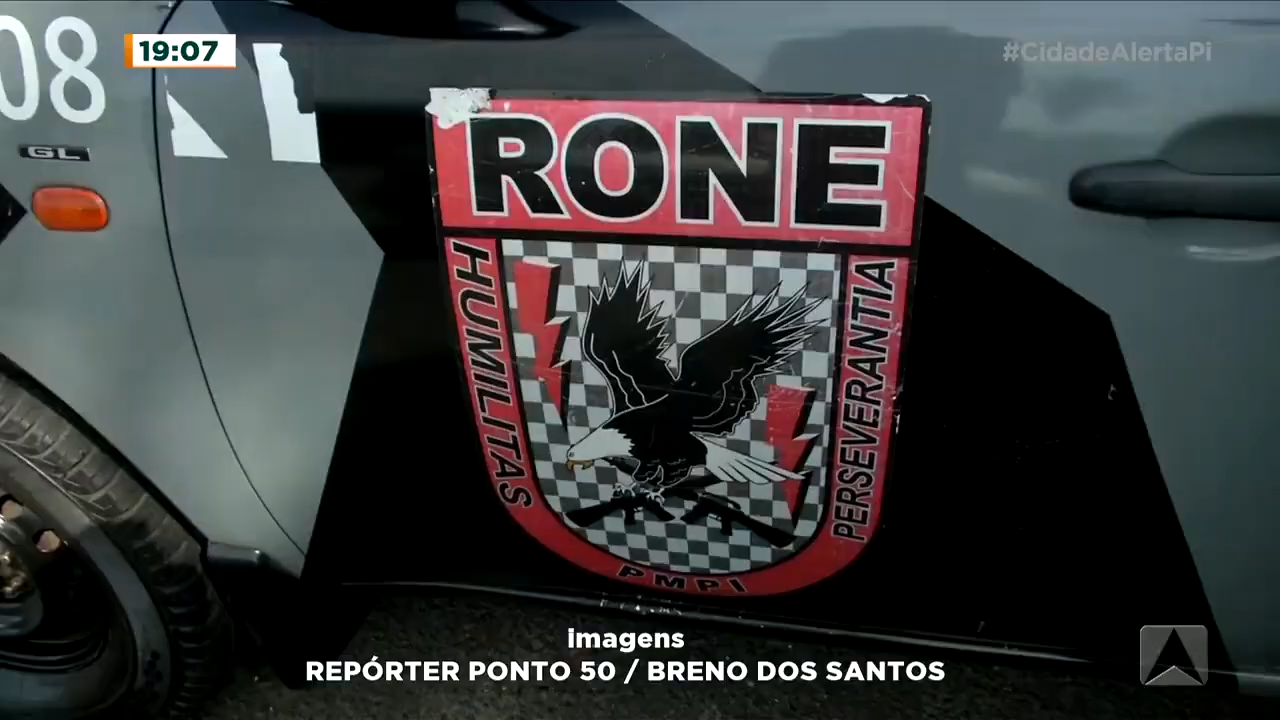 08
19:07
#CidadeAlertaPi
GL
RONE
HUMILITAS
PERSEVERANTIA
PMPI
imagens
REPÓRTER PONTO 50 / BRENO DOS SANTOS